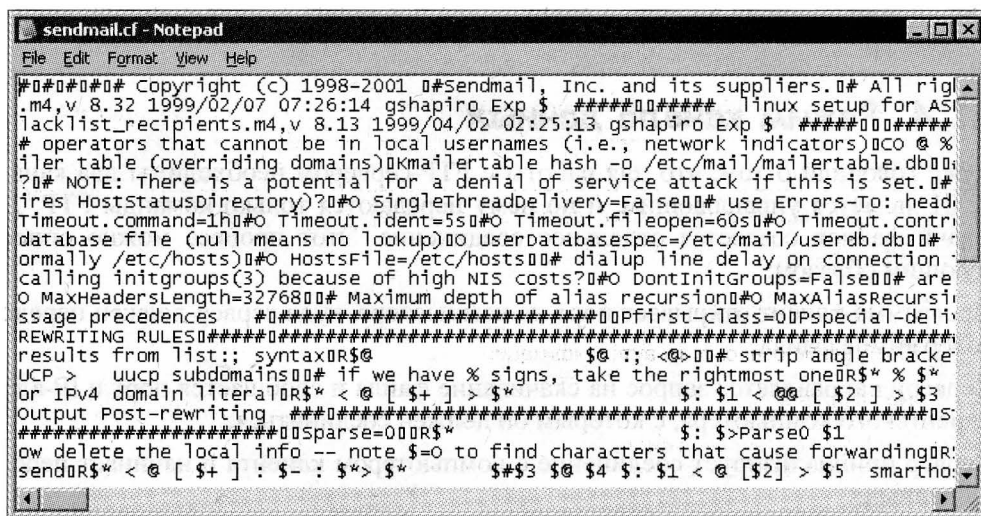 sendmail.cf - Notepad
File Edit Format View Help
#▯#▯#▯#▯# Copyright (c) 1998-2001 ▯#Sendmail, Inc. and its suppliers.▯# All rig
.m4,v 8.32 1999/02/07 07:26:14 gshapiro Exp $ #####▯▯##### linux setup for AS
lacklist_recipients.m4,v 8.13 1999/04/02 02:25:13 gshapiro Exp $ #####▯▯▯#####
# operators that cannot be in local usernames (i.e., network indicators)▯CO @ %
iler table (overriding domains)▯Kmailertable hash -o /etc/mail/mailertable.db▯▯
?▯# NOTE: There is a potential for a denial of service attack if this is set.▯#
ires HostStatusDirectory)?▯#O SingleThreadDelivery=False▯▯# use Errors-To: head
Timeout.command=1h▯#O Timeout.ident=5s▯#O Timeout.fileopen=60s▯#O Timeout.contr
database file (null means no lookup)▯▯O UserDatabaseSpec=/etc/mail/userdb.db▯▯#
ormally /etc/hosts)▯#O HostsFile=/etc/hosts▯▯# dialup line delay on connection
calling initgroups(3) because of high NIS costs?▯#O DontInitGroups=False▯▯# are
O MaxHeadersLength=32768▯▯# Maximum depth of alias recursion▯#O MaxAliasRecursi
ssage precedences #▯###########################▯▯Pfirst-class=0▯Pspecial-deli
REWRITING RULES▯#####▯######################################################
results from list:; syntax▯R$@ $@ :; <@>▯▯# strip angle bracke
UCP > uucp subdomains▯▯# if we have % signs, take the rightmost one▯R$* % $*
or IPv4 domain literal▯R$* < @ [ $+ ] > $* $: $1 < @@ [ $2 ] > $3
Output Post-rewriting ###▯##################################################▯S
######################▯▯Sparse=0▯▯R$* $: $>Parse0 $1
ow delete the local info -- note $=O to find characters that cause forwarding▯R
send▯R$* < @ [ $+ ] : $- : $*> $* $#$3 $@ $4 $: $1 < @ [$2] > $5 smartho